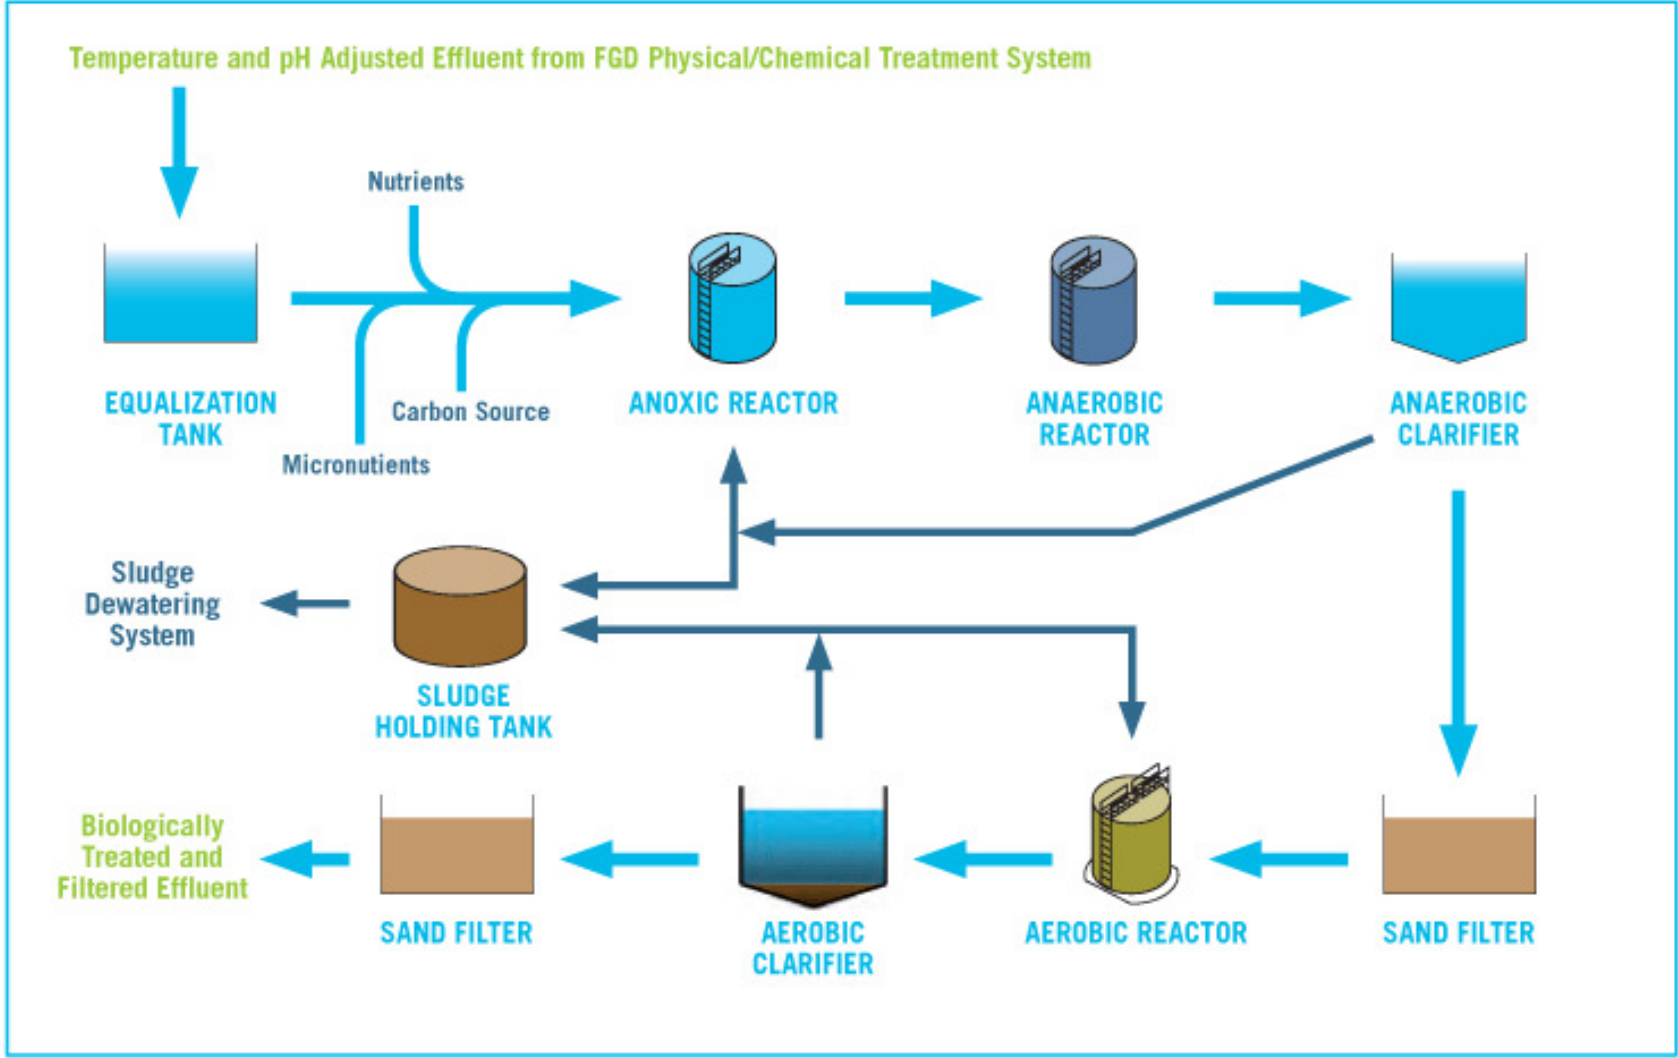 Temperature and pH Adjusted Effluent from FGD Physical/Chemical Treatment System
Nutrients
Carbon Source
Micronutients
EQUALIZATION
TANK
ANOXIC REACTOR
ANAEROBIC
REACTOR
ANAEROBIC
CLARIFIER
Sludge
Dewatering
System
SLUDGE
HOLDING TANK
Biologically
Treated and
Filtered Effluent
SAND FILTER
AEROBIC
CLARIFIER
AEROBIC REACTOR
SAND FILTER